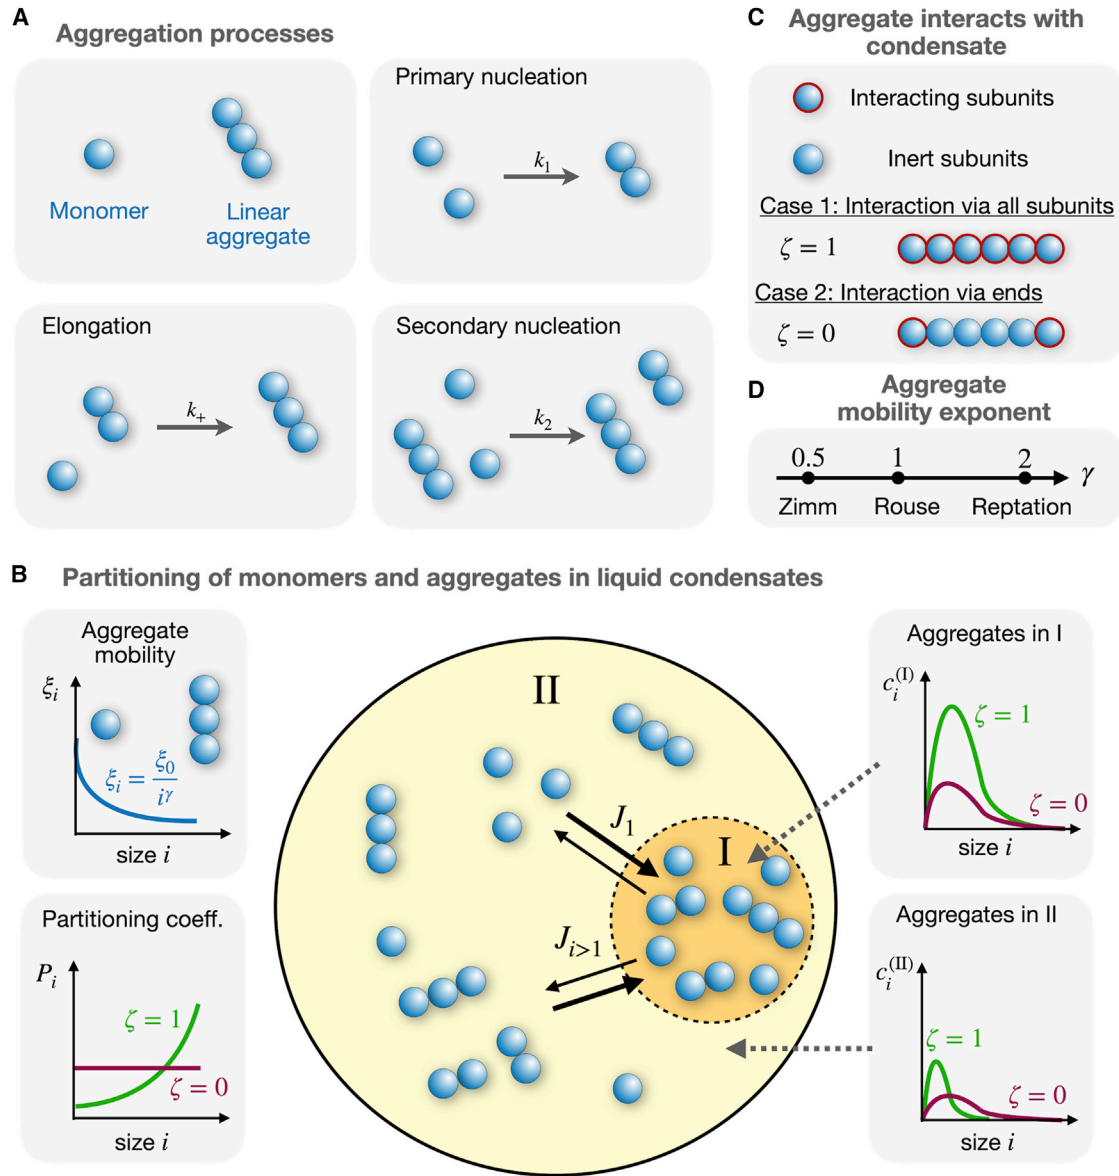 A
Aggregation processes
Monomer
Linear
aggregate
Primary nucleation
k₁
Elongation
k₊
Secondary nucleation
k₂
C
Aggregate interacts with
condensate
Interacting subunits
Inert subunits
Case 1: Interaction via all subunits
ζ = 1
Case 2: Interaction via ends
ζ = 0
D
Aggregate
mobility exponent
0.5 1 2 γ
Zimm Rouse Reptation
B
Partitioning of monomers and aggregates in liquid condensates
Aggregate
mobility
ξᵢ
ξᵢ = ξ₀ / i^γ
size i
Partitioning coeff.
Pᵢ
ζ = 1
ζ = 0
size i
II
J₁
I
J_{i>1}
Aggregates in I
cᵢ^(I)
ζ = 1
ζ = 0
size i
Aggregates in II
cᵢ^(II)
ζ = 1
ζ = 0
size i